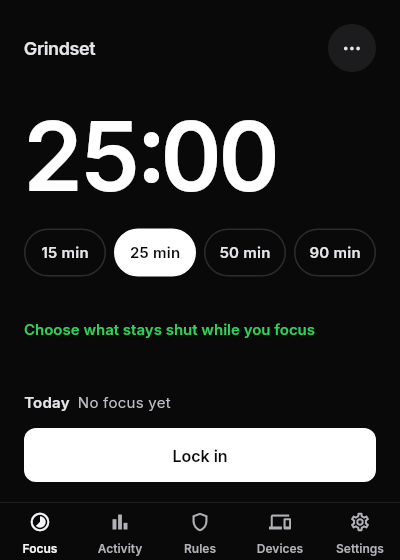 Grindset
25:00
15 min 25 min 50 min 90 min
Choose what stays shut while you focus
Today No focus yet
Lock in
Focus Activity Rules Devices Settings